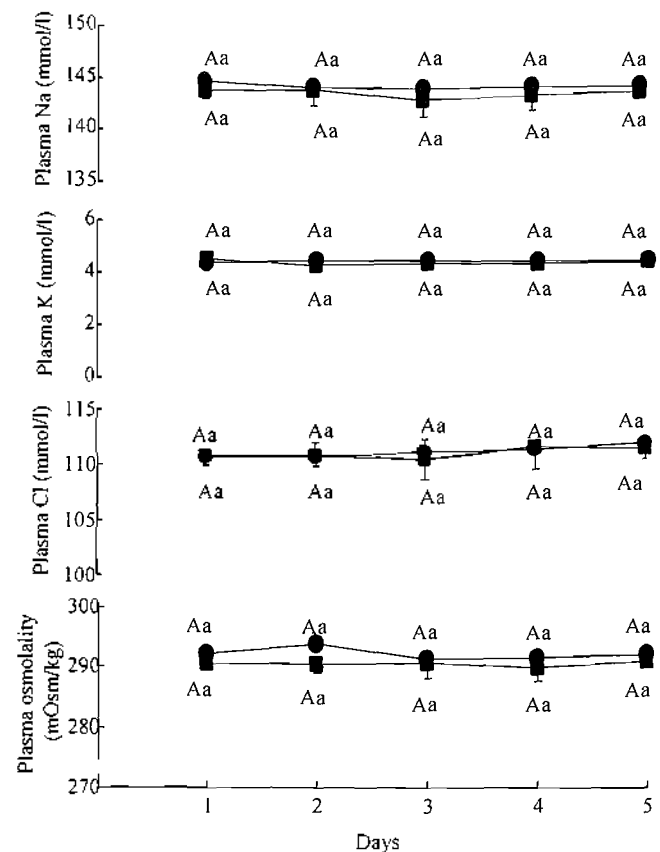 150
Aa Aa Aa Aa Aa
145
140
Aa Aa Aa Aa Aa
135
Plasma Na (mmol/l)
6
Aa Aa Aa Aa Aa
4
Aa Aa Aa Aa Aa
2
0
Plasma K (mmol/l)
115
Aa Aa Aa Aa Aa
110
Aa Aa Aa Aa Aa
105
100
Plasma Cl (mmol/l)
300
Aa Aa Aa Aa Aa
290
Aa Aa Aa Aa Aa
280
270
Plasma osmolality
(mOsm/kg)
1 2 3 4 5
Days